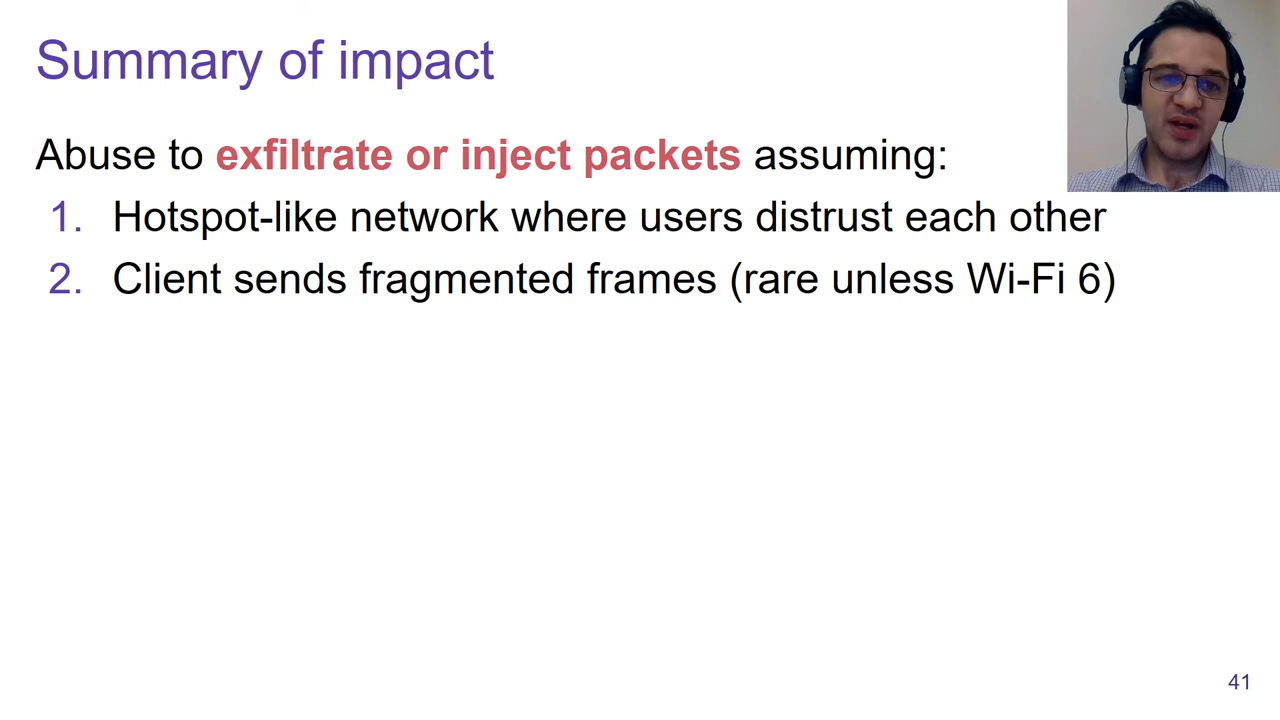 Summary of impact
Abuse to exfiltrate or inject packets assuming:
1. Hotspot-like network where users distrust each other
2. Client sends fragmented frames (rare unless Wi-Fi 6)
41